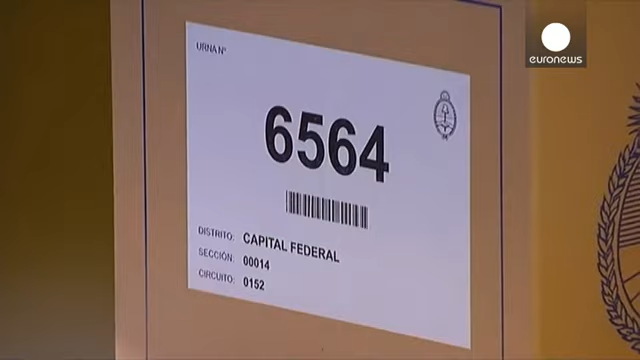 euronews
URNA Nº
6564
DISTRITO: CAPITAL FEDERAL
SECCIÓN: 00014
CIRCUITO: 0152